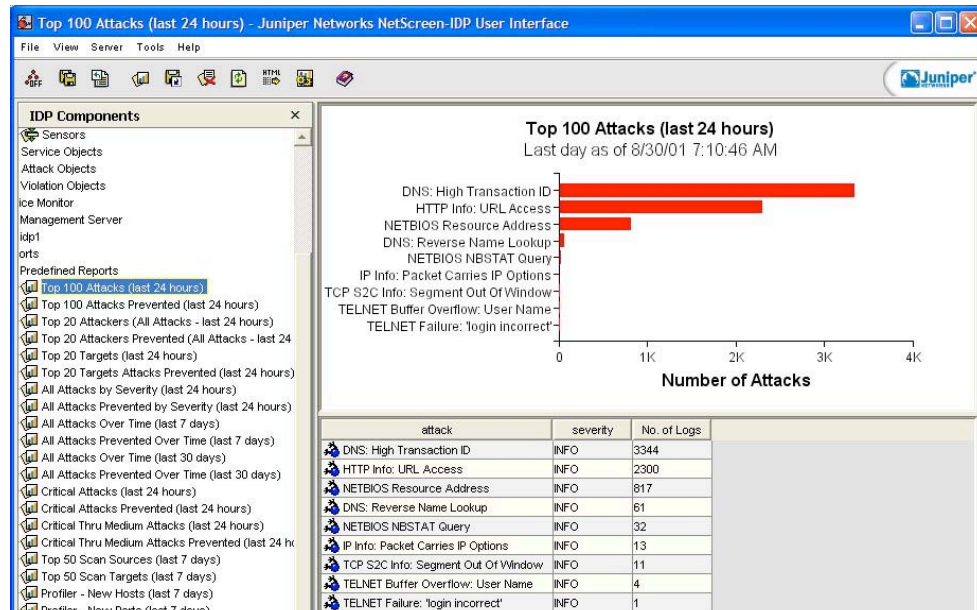 Top 100 Attacks (last 24 hours) - Juniper Networks NetScreen-IDP User Interface
File View Server Tools Help
OFF
HTML
Juniper
NETWORKS
IDP Components
Sensors
Service Objects
Attack Objects
Violation Objects
ice Monitor
Management Server
idp1
orts
Predefined Reports
Top 100 Attacks (last 24 hours)
Top 100 Attacks Prevented (last 24 hours)
Top 20 Attackers (All Attacks - last 24 hours)
Top 20 Attackers Prevented (All Attacks - last 24
Top 20 Targets (last 24 hours)
Top 20 Targets Attacks Prevented (last 24 hours)
All Attacks by Severity (last 24 hours)
All Attacks Prevented by Severity (last 24 hours)
All Attacks Over Time (last 7 days)
All Attacks Prevented Over Time (last 7 days)
All Attacks Over Time (last 30 days)
All Attacks Prevented Over Time (last 30 days)
Critical Attacks (last 24 hours)
Critical Attacks Prevented (last 24 hours)
Critical Thru Medium Attacks (last 24 hours)
Critical Thru Medium Attacks Prevented (last 24 ho
Top 50 Scan Sources (last 7 days)
Top 50 Scan Targets (last 7 days)
Profiler - New Hosts (last 7 days)
Profiler - New Ports (last 7 days)
Top 100 Attacks (last 24 hours)
Last day as of 8/30/01 7:10:46 AM
DNS: High Transaction ID
HTTP Info: URL Access
NETBIOS Resource Address
DNS: Reverse Name Lookup
NETBIOS NBSTAT Query
IP Info: Packet Carries IP Options
TCP S2C Info: Segment Out Of Window
TELNET Buffer Overflow: User Name
TELNET Failure: 'login incorrect'
0 1K 2K 3K 4K
Number of Attacks
attack severity No. of Logs
DNS: High Transaction ID INFO 3344
HTTP Info: URL Access INFO 2300
NETBIOS Resource Address INFO 817
DNS: Reverse Name Lookup INFO 61
NETBIOS NBSTAT Query INFO 32
IP Info: Packet Carries IP Options INFO 13
TCP S2C Info: Segment Out Of Window INFO 11
TELNET Buffer Overflow: User Name INFO 4
TELNET Failure: 'login incorrect' INFO 1